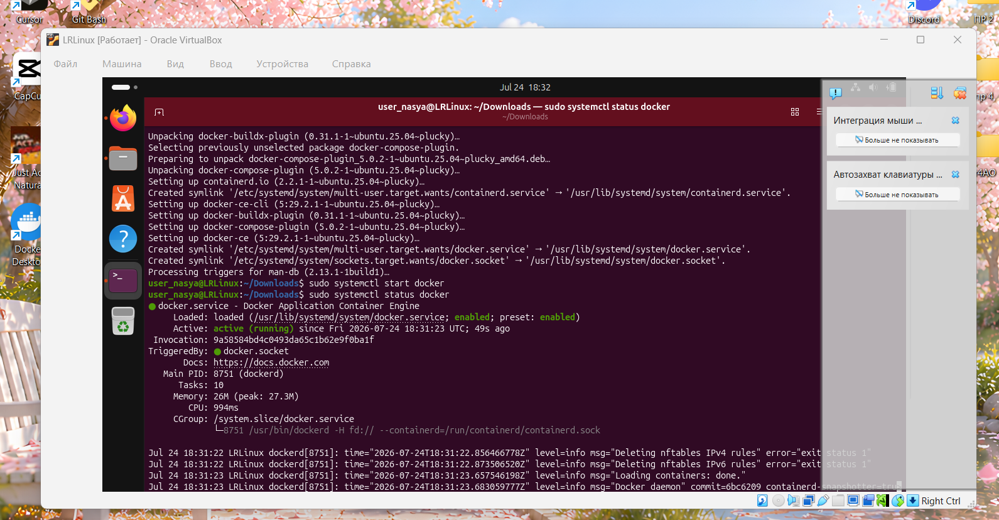 Cursor
Git Bash
Discord
ПР 2
LRLinux [Работает] - Oracle VirtualBox
Файл Машина Вид Ввод Устройства Справка
CapCu
пр 4
Just Ac
Natura
r4AO
Docke
Deskto
Jul 24 18:32
user_nasya@LRLinux: ~/Downloads — sudo systemctl status docker
~/Downloads
Интеграция мыши ...
Больше не показывать
Автозахват клавиатуры ...
Больше не показывать
Unpacking docker-buildx-plugin (0.31.1-1~ubuntu.25.04~plucky)…
Selecting previously unselected package docker-compose-plugin.
Preparing to unpack docker-compose-plugin_5.0.2-1~ubuntu.25.04~plucky_amd64.deb…
Unpacking docker-compose-plugin (5.0.2-1~ubuntu.25.04~plucky)…
Setting up containerd.io (2.2.1-1~ubuntu.25.04~plucky)…
Created symlink '/etc/systemd/system/multi-user.target.wants/containerd.service' → '/usr/lib/systemd/system/containerd.service'.
Setting up docker-ce-cli (5:29.2.1-1~ubuntu.25.04~plucky)…
Setting up docker-buildx-plugin (0.31.1-1~ubuntu.25.04~plucky)…
Setting up docker-compose-plugin (5.0.2-1~ubuntu.25.04~plucky)…
Setting up docker-ce (5:29.2.1-1~ubuntu.25.04~plucky)…
Created symlink '/etc/systemd/system/multi-user.target.wants/docker.service' → '/usr/lib/systemd/system/docker.service'.
Created symlink '/etc/systemd/system/sockets.target.wants/docker.socket' → '/usr/lib/systemd/system/docker.socket'.
Processing triggers for man-db (2.13.1-1build1)…
user_nasya@LRLinux:~/Downloads$ sudo systemctl start docker
user_nasya@LRLinux:~/Downloads$ sudo systemctl status docker
● docker.service - Docker Application Container Engine
Loaded: loaded (/usr/lib/systemd/system/docker.service; enabled; preset: enabled)
Active: active (running) since Fri 2026-07-24 18:31:23 UTC; 49s ago
Invocation: 9a58584bd4c0493da65c1b62e9f0ba1f
TriggeredBy: ● docker.socket
Docs: https://docs.docker.com
Main PID: 8751 (dockerd)
Tasks: 10
Memory: 26M (peak: 27.3M)
CPU: 994ms
CGroup: /system.slice/docker.service
└─8751 /usr/bin/dockerd -H fd:// --containerd=/run/containerd/containerd.sock
Jul 24 18:31:22 LRLinux dockerd[8751]: time="2026-07-24T18:31:22.856466778Z" level=info msg="Deleting nftables IPv4 rules" error="exit status 1"
Jul 24 18:31:22 LRLinux dockerd[8751]: time="2026-07-24T18:31:22.873506520Z" level=info msg="Deleting nftables IPv6 rules" error="exit status 1"
Jul 24 18:31:23 LRLinux dockerd[8751]: time="2026-07-24T18:31:23.657546198Z" level=info msg="Loading containers: done."
Jul 24 18:31:23 LRLinux dockerd[8751]: time="2026-07-24T18:31:23.683059777Z" level=info msg="Docker daemon" commit=6bc6209 containerd-snapshotter=tru>
Right Ctrl